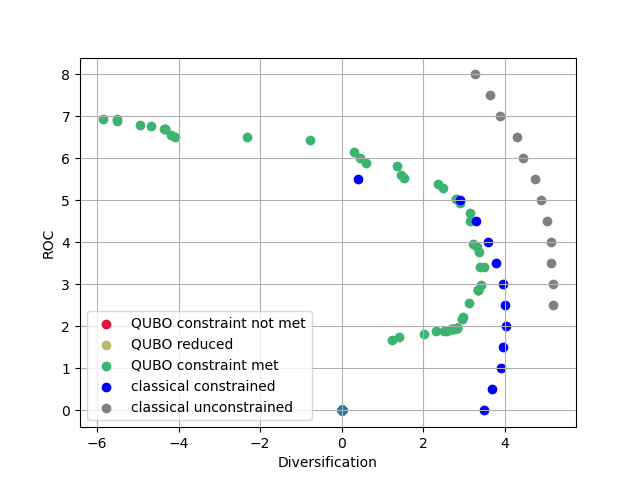 8
7
6
5
4
3
2
1
0
ROC
QUBO constraint not met
QUBO reduced
QUBO constraint met
classical constrained
classical unconstrained
−6 −4 −2 0 2 4
Diversification